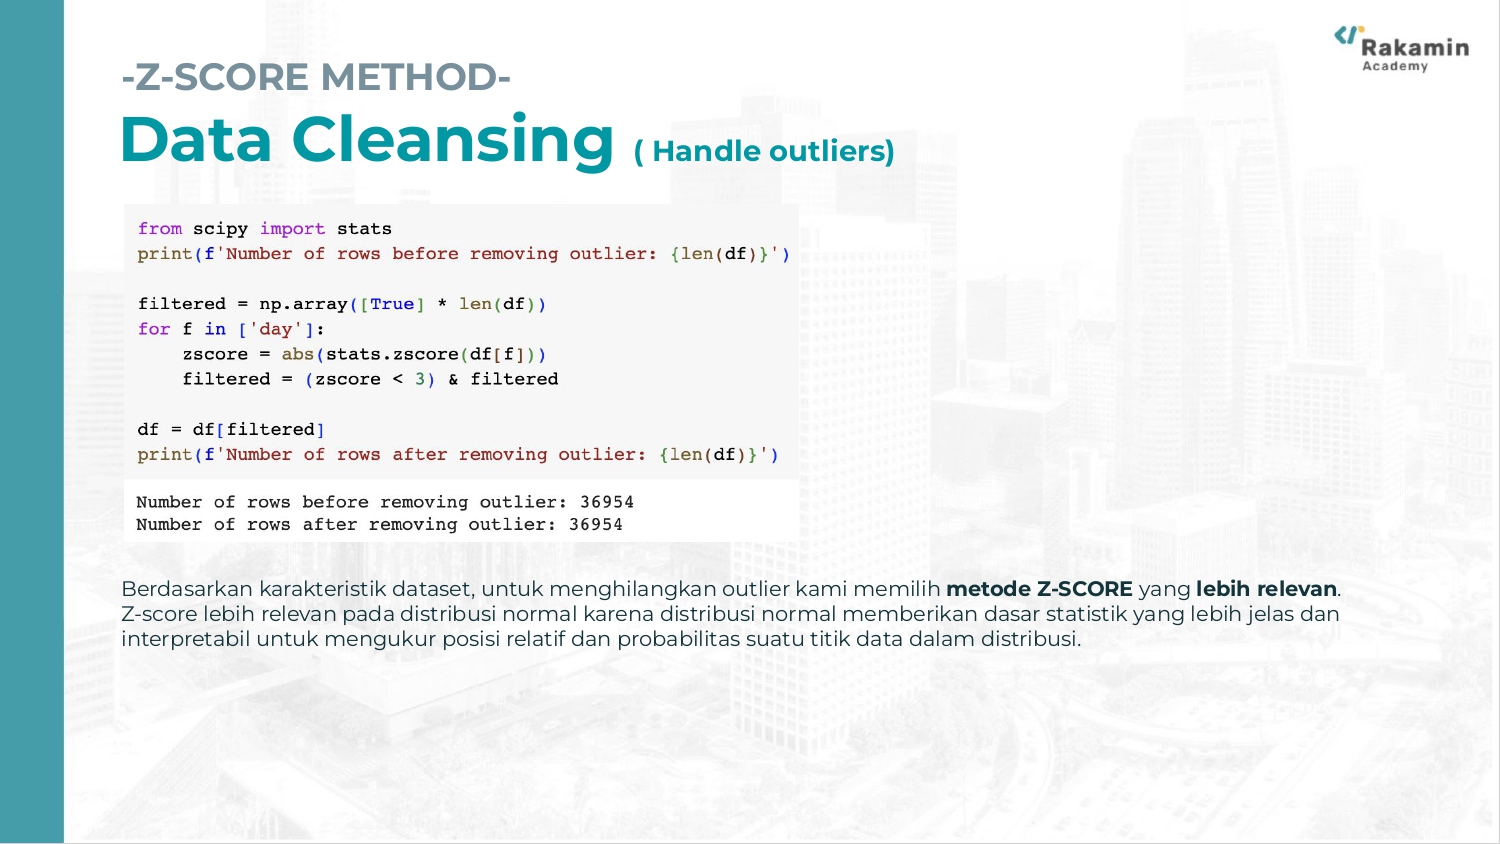 Rakamin
Academy
-Z-SCORE METHOD-
Data Cleansing ( Handle outliers)
from scipy import stats
print(f'Number of rows before removing outlier: {len(df)}')
filtered = np.array([True] * len(df))
for f in ['day']:
    zscore = abs(stats.zscore(df[f]))
    filtered = (zscore < 3) & filtered
df = df[filtered]
print(f'Number of rows after removing outlier: {len(df)}')
Number of rows before removing outlier: 36954
Number of rows after removing outlier: 36954
Berdasarkan karakteristik dataset, untuk menghilangkan outlier kami memilih metode Z-SCORE yang lebih relevan.
Z-score lebih relevan pada distribusi normal karena distribusi normal memberikan dasar statistik yang lebih jelas dan
interpretabil untuk mengukur posisi relatif dan probabilitas suatu titik data dalam distribusi.